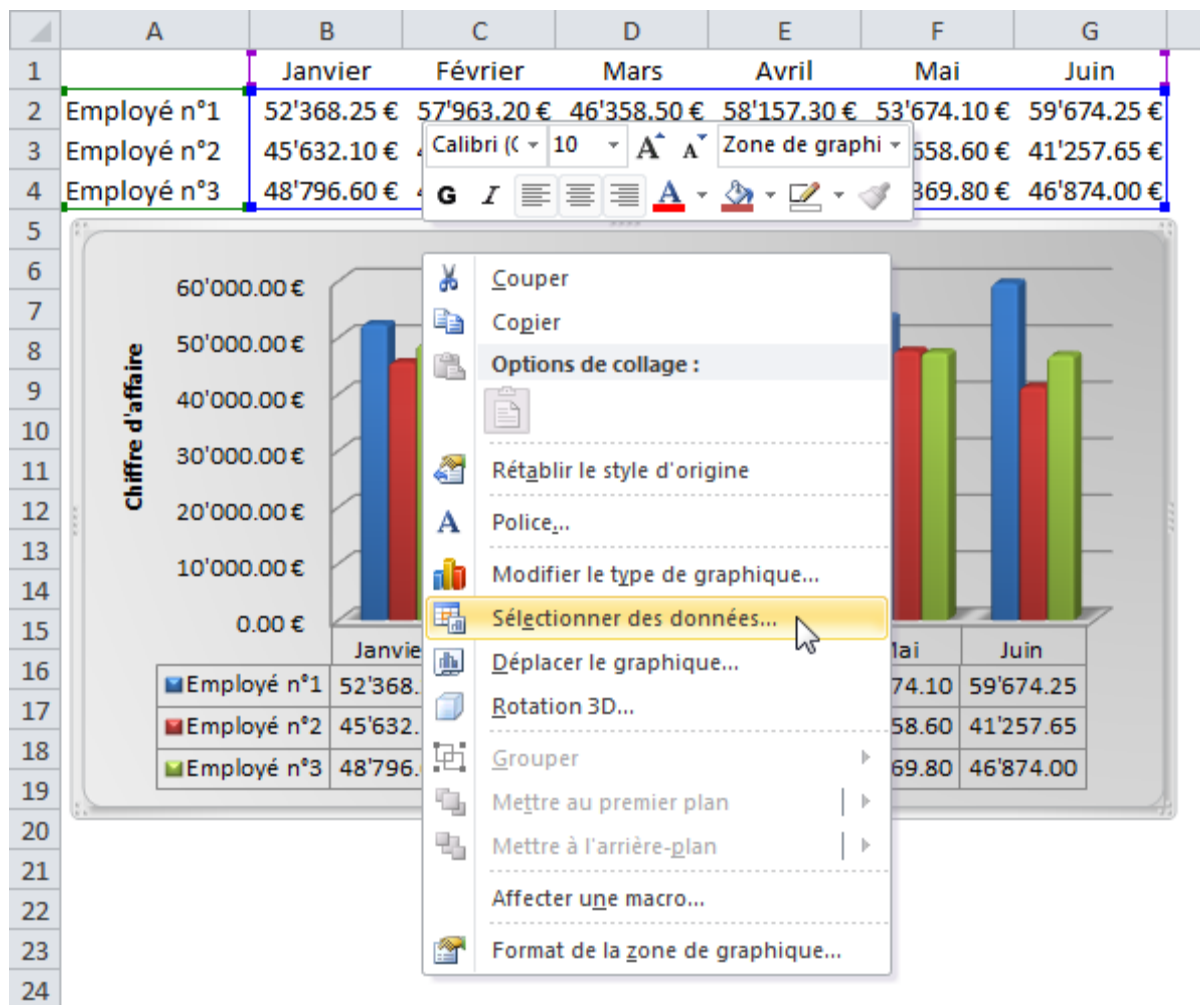 A B C D E F G
1 Janvier Février Mars Avril Mai Juin
2 Employé n°1 52'368.25 € 57'963.20 € 46'358.50 € 58'157.30 € 53'674.10 € 59'674.25 €
3 Employé n°2 45'632.10 € 658.60 € 41'257.65 €
4 Employé n°3 48'796.60 € 369.80 € 46'874.00 €
Calibri (C 10 A A Zone de graphi
G I A
5
6
7
8
9
10
11
12
13
14
15
16
17
18
19
20
21
22
23
24
Chiffre d'affaire
60'000.00 €
50'000.00 €
40'000.00 €
30'000.00 €
20'000.00 €
10'000.00 €
0.00 €
Janvie Mai Juin
Employé n°1 52'368. 74.10 59'674.25
Employé n°2 45'632. 58.60 41'257.65
Employé n°3 48'796. 69.80 46'874.00
Couper
Copier
Options de collage :
Rétablir le style d'origine
Police...
Modifier le type de graphique...
Sélectionner des données...
Déplacer le graphique...
Rotation 3D...
Grouper
Mettre au premier plan
Mettre à l'arrière-plan
Affecter une macro...
Format de la zone de graphique...